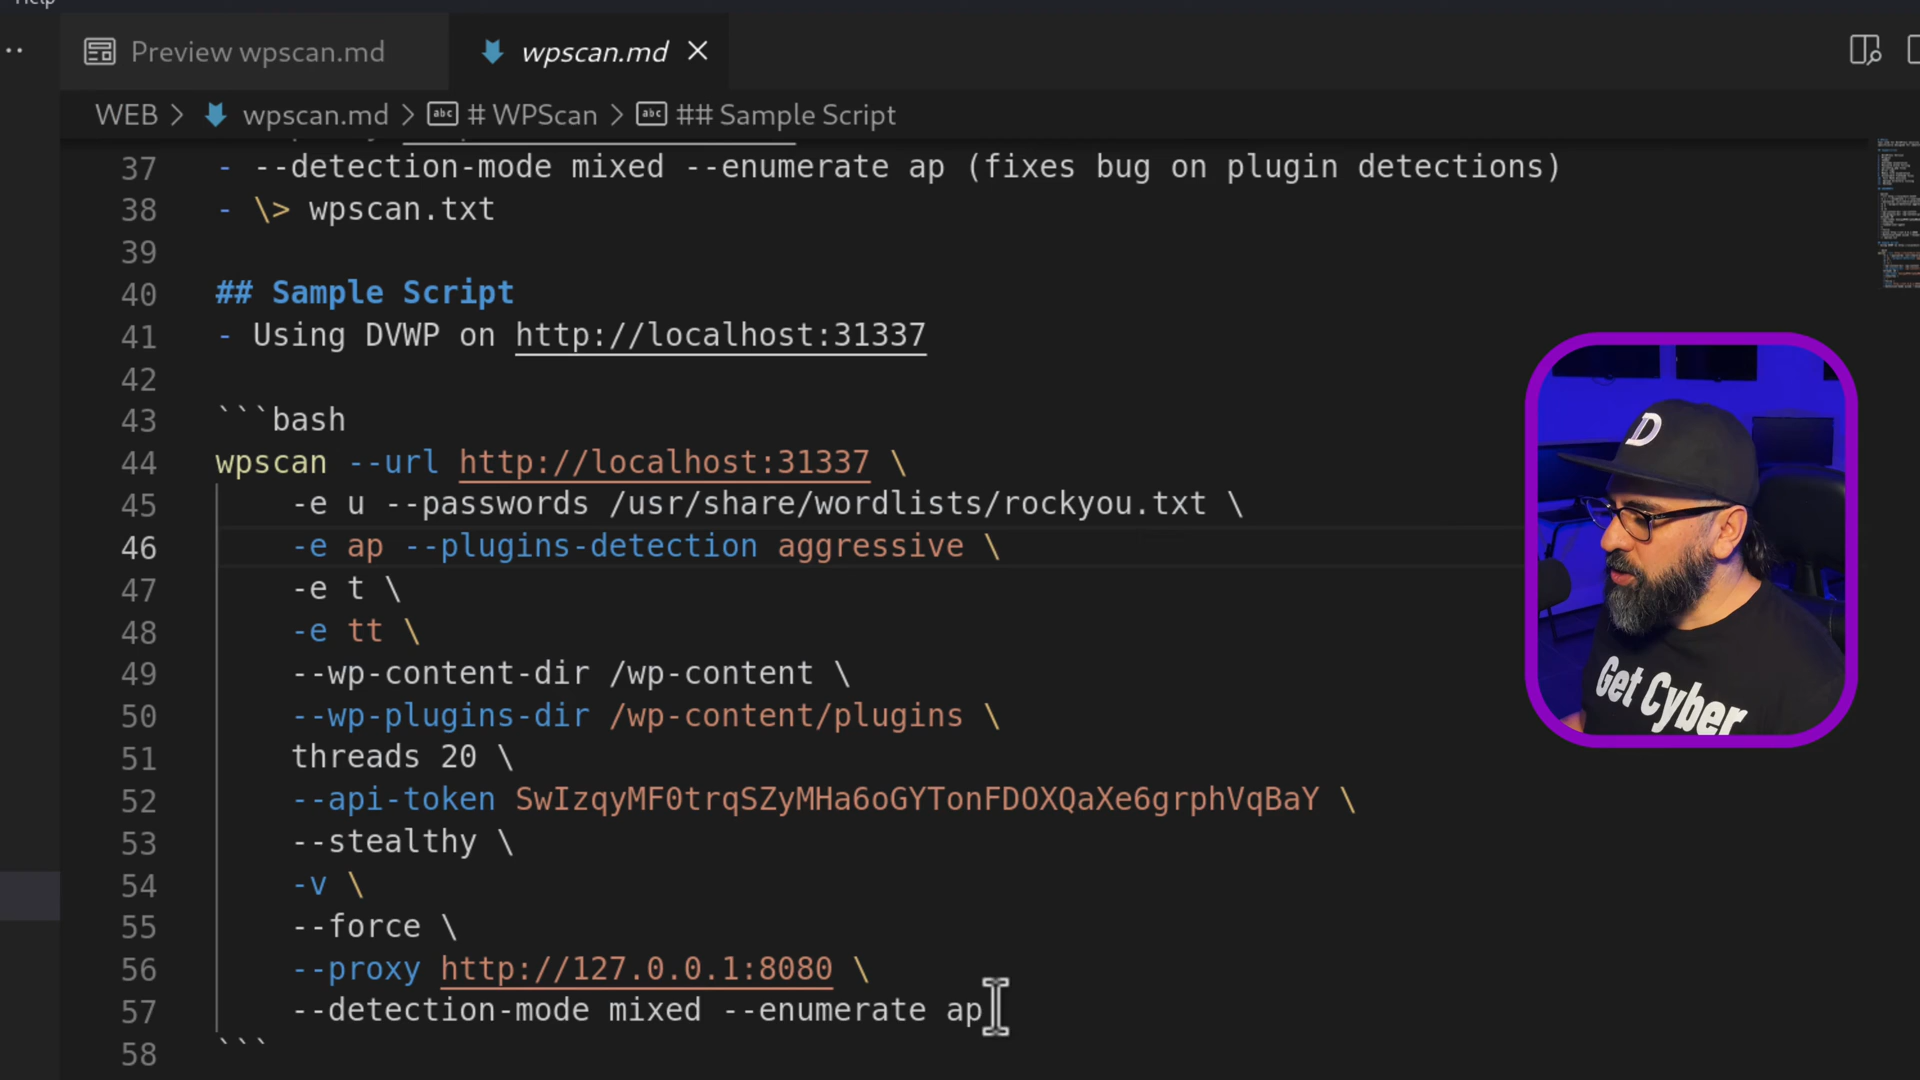 Help
Preview wpscan.md
wpscan.md
WEB > wpscan.md > # WPScan > ## Sample Script
37 - --detection-mode mixed --enumerate ap (fixes bug on plugin detections)
38 - \> wpscan.txt
39
40 ## Sample Script
41 - Using DVWP on http://localhost:31337
42
43 ```bash
44 wpscan --url http://localhost:31337 \
45 -e u --passwords /usr/share/wordlists/rockyou.txt \
46 -e ap --plugins-detection aggressive \
47 -e t \
48 -e tt \
49 --wp-content-dir /wp-content \
50 --wp-plugins-dir /wp-content/plugins \
51 threads 20 \
52 --api-token SwIzqyMF0trqSZyMHa6oGYTonFDOXQaXe6grphVqBaY \
53 --stealthy \
54 -v \
55 --force \
56 --proxy http://127.0.0.1:8080 \
57 --detection-mode mixed --enumerate ap
58 ```
D
Get Cyber